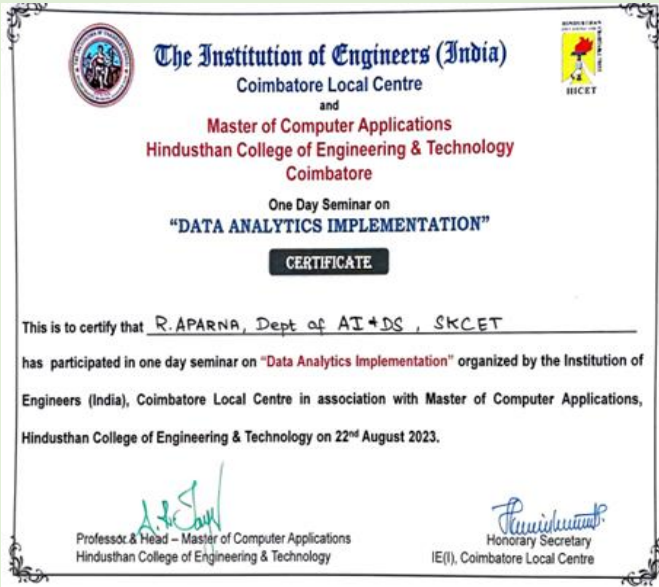 The Institution of Engineers (India)
Coimbatore Local Centre
and
Master of Computer Applications
Hindusthan College of Engineering & Technology
Coimbatore
HICET
One Day Seminar on
"DATA ANALYTICS IMPLEMENTATION"
CERTIFICATE
This is to certify that R.APARNA, Dept of AI & DS, SKCET
has participated in one day seminar on "Data Analytics Implementation" organized by the Institution of
Engineers (India), Coimbatore Local Centre in association with Master of Computer Applications,
Hindusthan College of Engineering & Technology on 22nd August 2023.
Professor & Head – Master of Computer Applications
Hindusthan College of Engineering & Technology
Honorary Secretary
IE(I), Coimbatore Local Centre